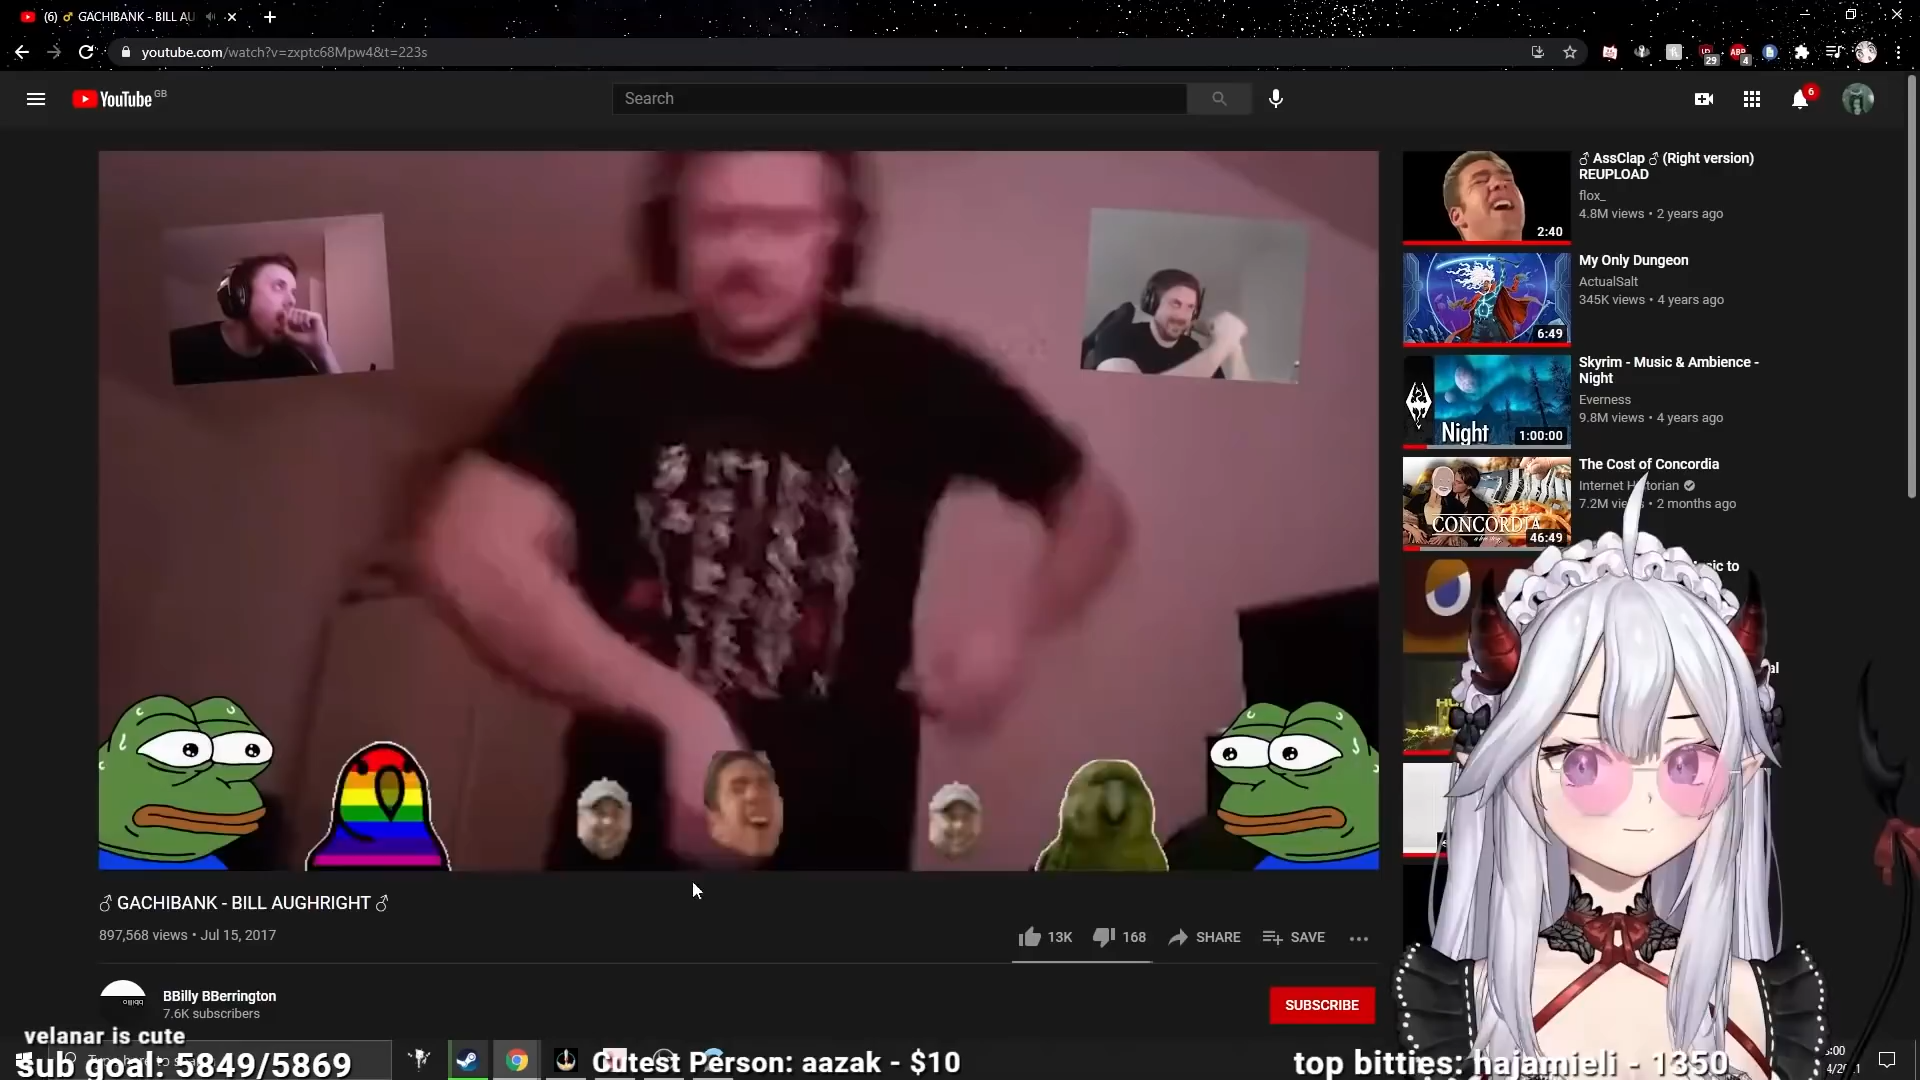 (6) ♂ GACHIBANK - BILL AU
youtube.com/watch?v=zxptc68Mpw4&t=223s
29
4
YouTube GB
Search
6
♂ AssClap ♂ (Right version)
REUPLOAD
flox_
4.8M views • 2 years ago
2:40
My Only Dungeon
ActualSalt
345K views • 4 years ago
6:49
Skyrim - Music & Ambience -
Night
Everness
9.8M views • 4 years ago
Night
1:00:00
The Cost of Concordia
Internet
7.2M • 2 months ago
CONCORDIA
46:49
to
♂ GACHIBANK - BILL AUGHRIGHT ♂
897,568 views • Jul 15, 2017
13K
168
SHARE
SAVE
BBilly BBerrington
7.6K subscribers
SUBSCRIBE
velanar is cute
sub goal: 5849/5869
Cutest Person: aazak - $10
top bitties: hajamieli - 1350